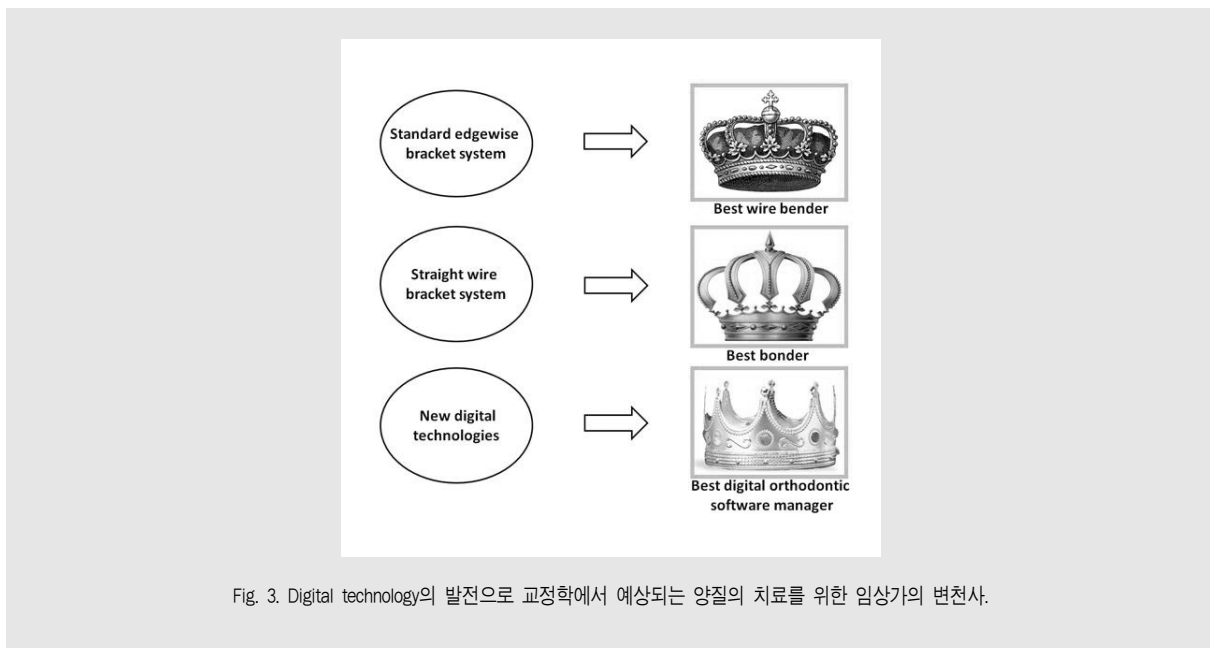 Standard edgewise
bracket system
Best wire bender
Straight wire
bracket system
Best bonder
New digital
technologies
Best digital orthodontic
software manager
Fig. 3. Digital technology의 발전으로 교정학에서 예상되는 양질의 치료를 위한 임상가의 변천사.